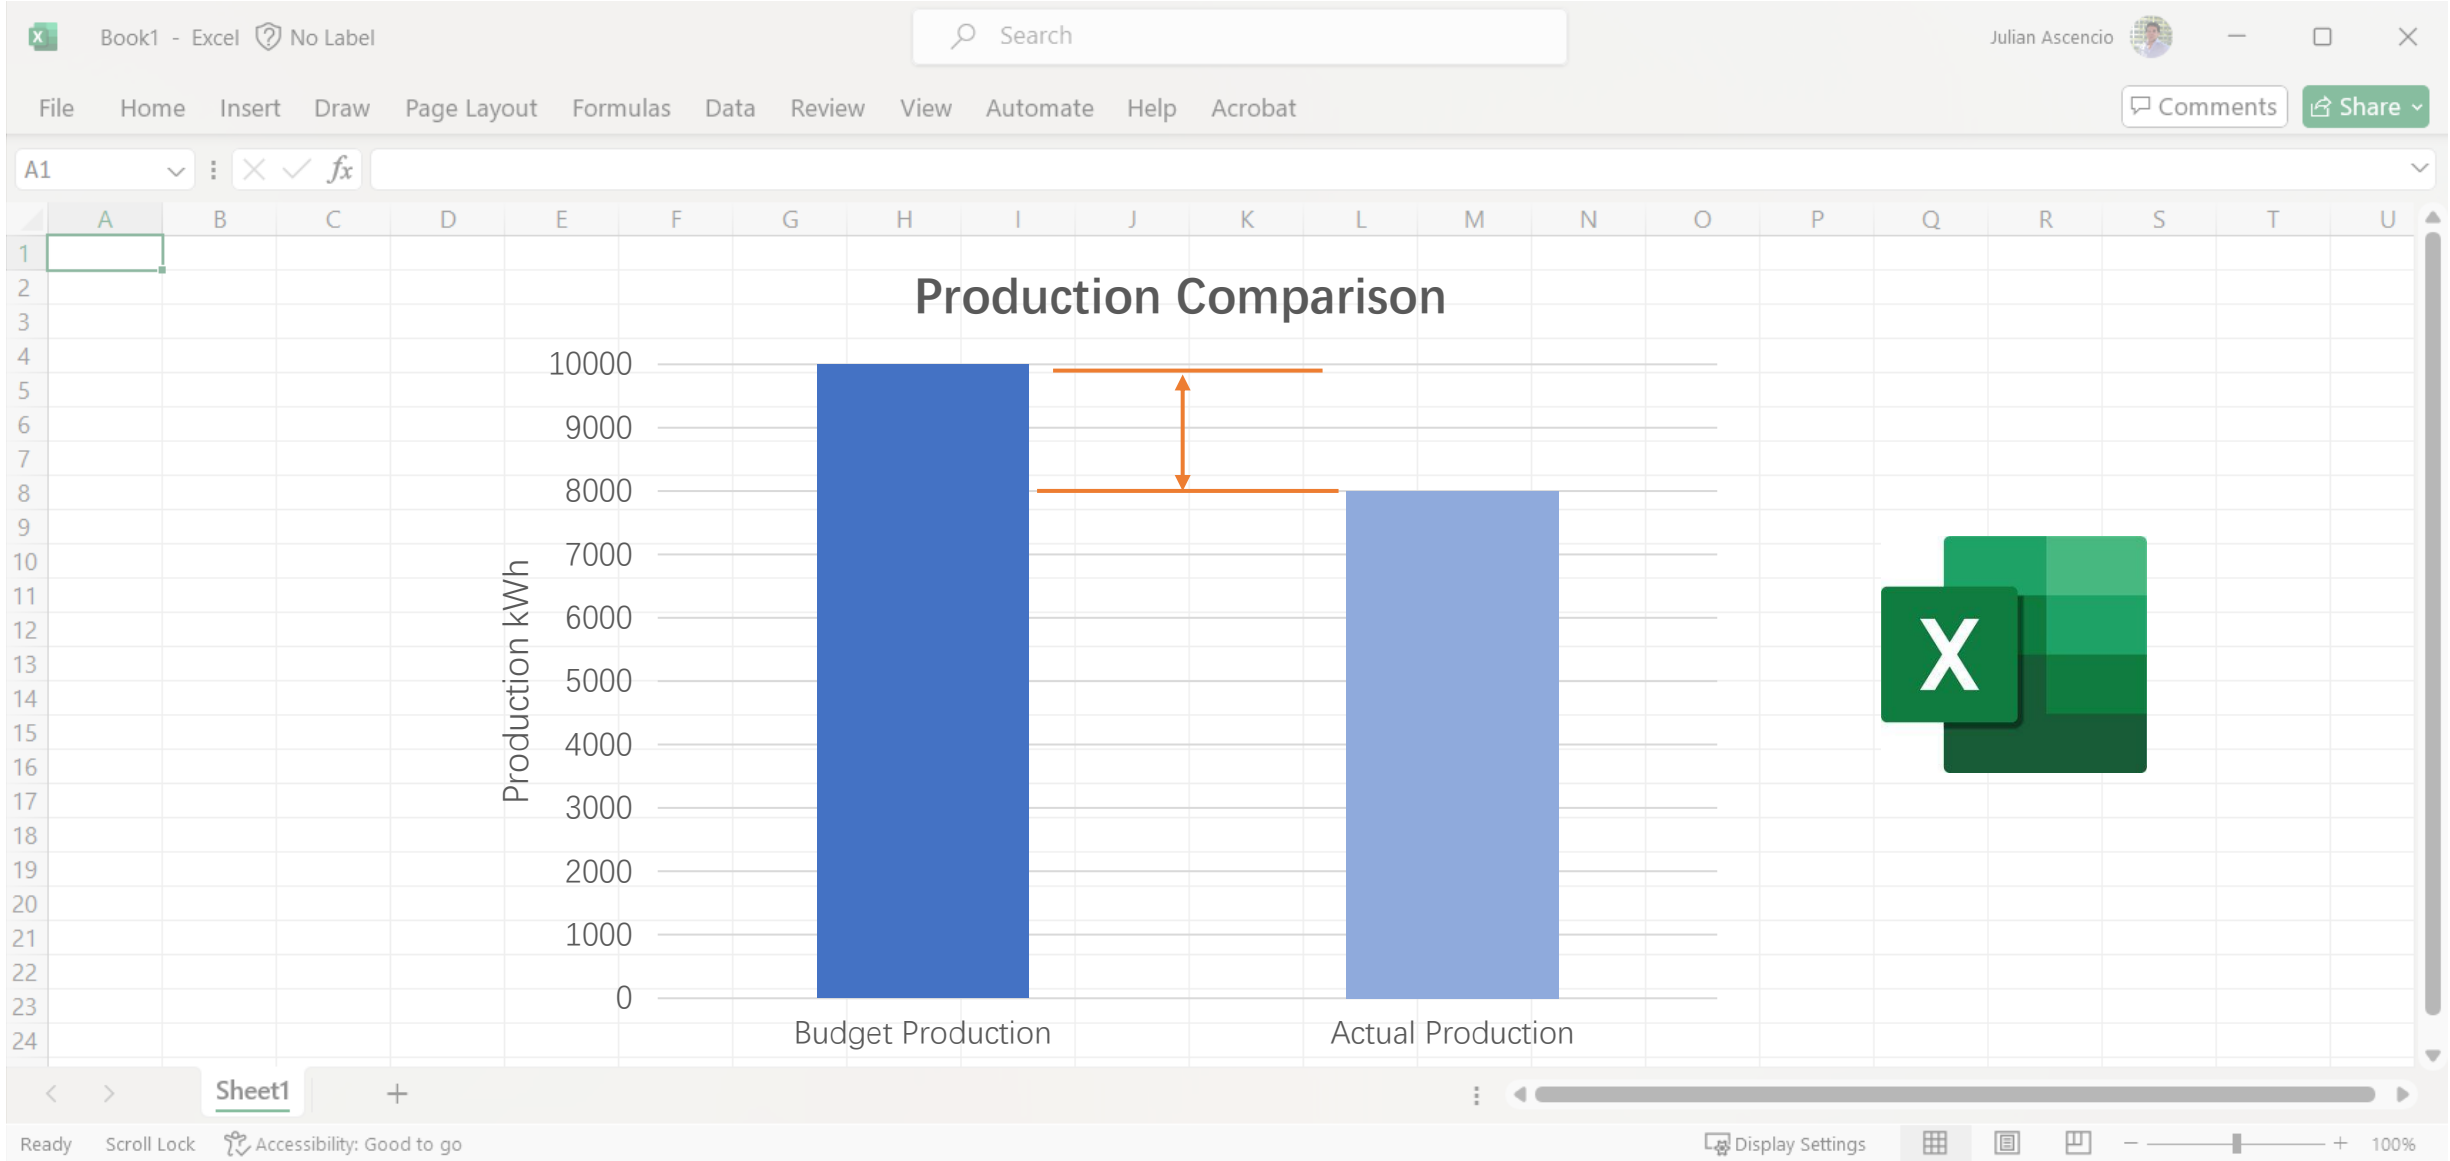 Book1 - Excel No Label
Search
Julian Ascencio
File Home Insert Draw Page Layout Formulas Data Review View Automate Help Acrobat
Comments Share
A1 fx
A B C D E F G H I J K L M N O P Q R S T U
1
2
3
4
5
6
7
8
9
10
11
12
13
14
15
16
17
18
19
20
21
22
23
24
Production Comparison
Production kWh
10000
9000
8000
7000
6000
5000
4000
3000
2000
1000
0
Budget Production Actual Production
X
Sheet1
Ready Scroll Lock Accessibility: Good to go Display Settings 100%